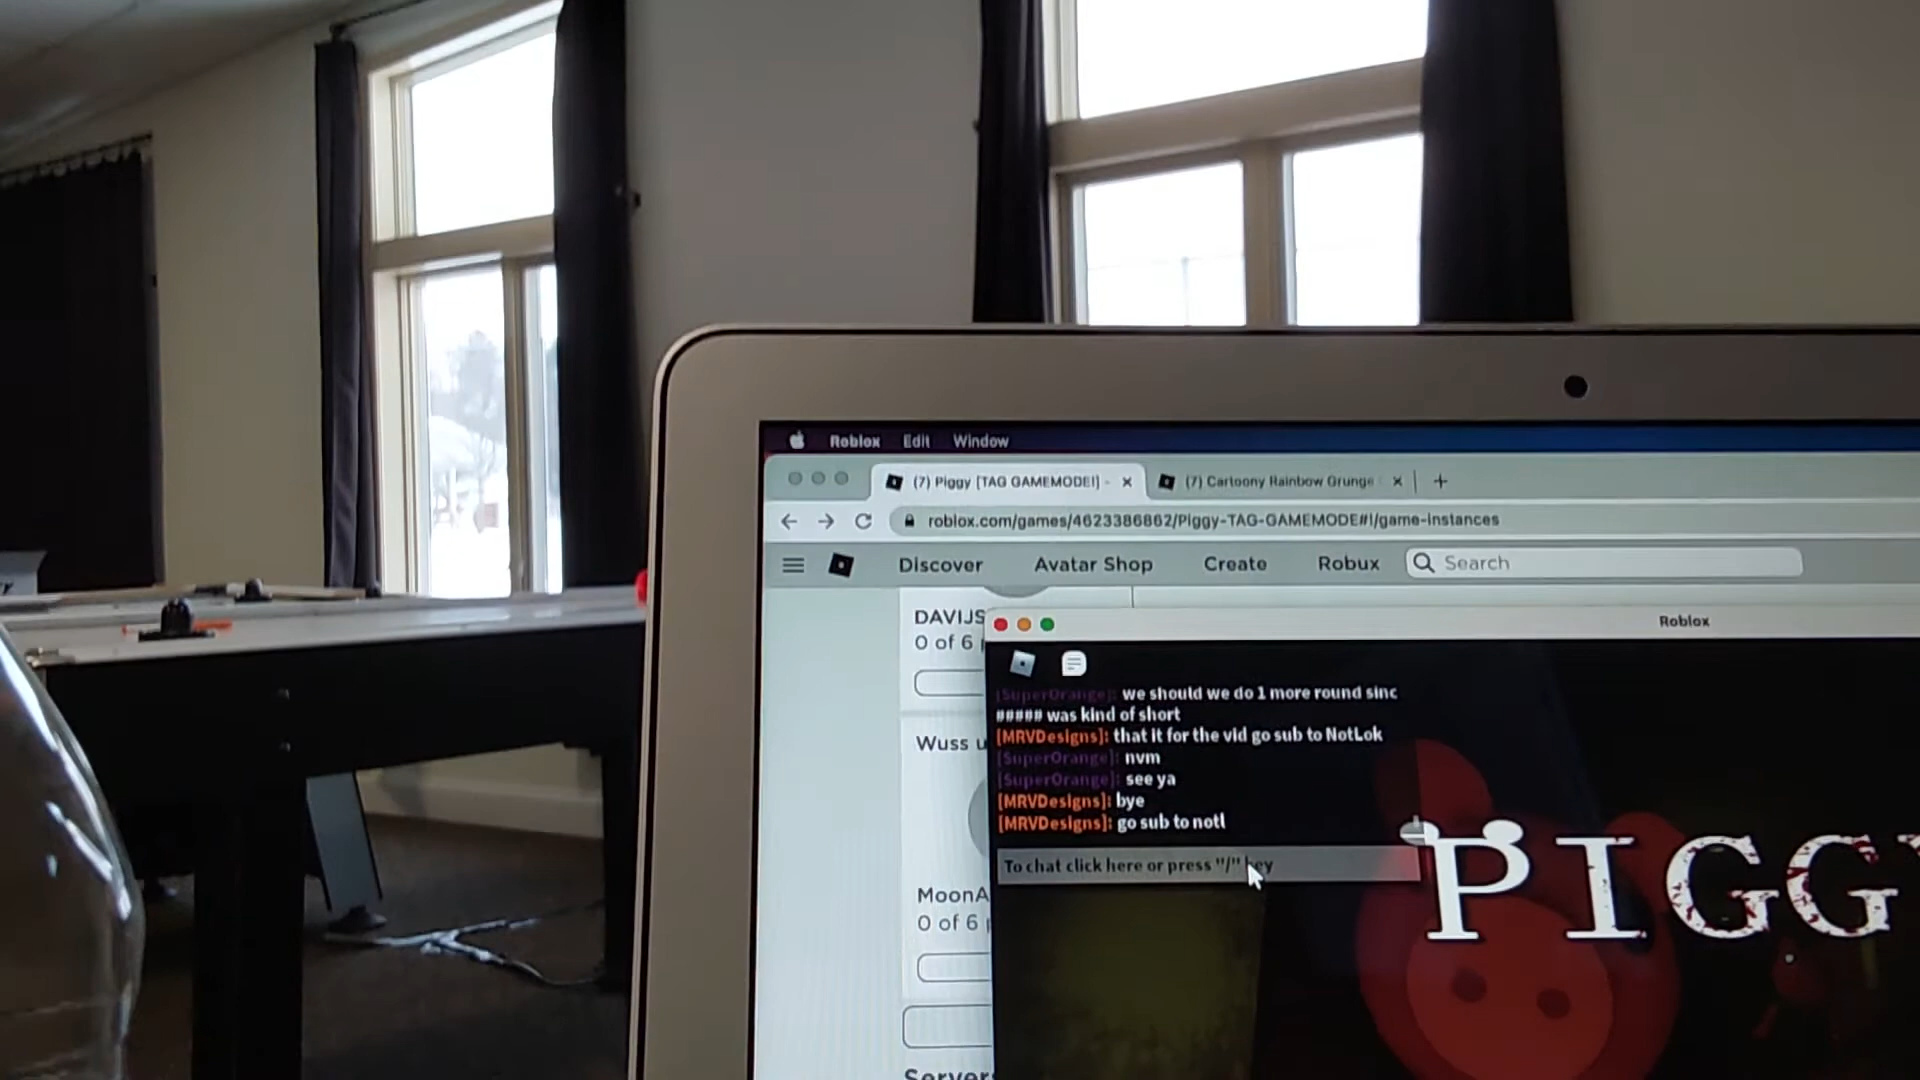 Roblox Edit Window
(7) Piggy [TAG GAMEMODE!] -
(7) Cartoony Rainbow Grunge
roblox.com/games/4623386862/Piggy-TAG-GAMEMODE#!/game-instances
Discover Avatar Shop Create Robux Search
DAVIJS
0 of 6
Wuss u
MoonA
0 of 6
Servers
Roblox
[SuperOrange]: we should we do 1 more round sinc
##### was kind of short
[MRVDesigns]: that it for the vid go sub to NotLok
[SuperOrange]: nvm
[SuperOrange]: see ya
[MRVDesigns]: bye
[MRVDesigns]: go sub to notl
To chat click here or press "/" key
PIGGY